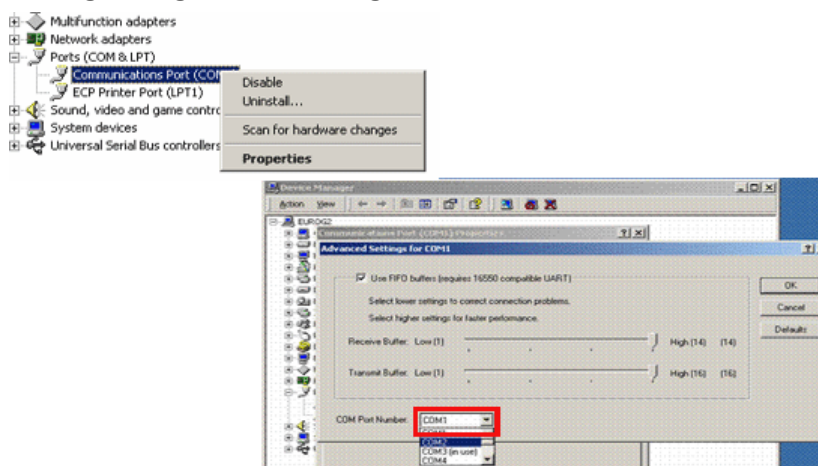 Multifunction adapters
Network adapters
Ports (COM & LPT)
Communications Port (COM
ECP Printer Port (LPT1)
Sound, video and game contro
System devices
Universal Serial Bus controllers
Disable
Uninstall...
Scan for hardware changes
Properties
Device Manager
Action View
EUROG2
Communications Port (COM1) Properties
Advanced Settings for COM1
Use FIFO buffers (requires 16550 compatible UART)
Select lower settings to correct connection problems.
Select higher settings for faster performance.
Receive Buffer: Low (1) High (14) (14)
Transmit Buffer: Low (1) High (16) (16)
OK
Cancel
Defaults
COM Port Number: COM1
COM1
COM2
COM3 (in use)
COM4